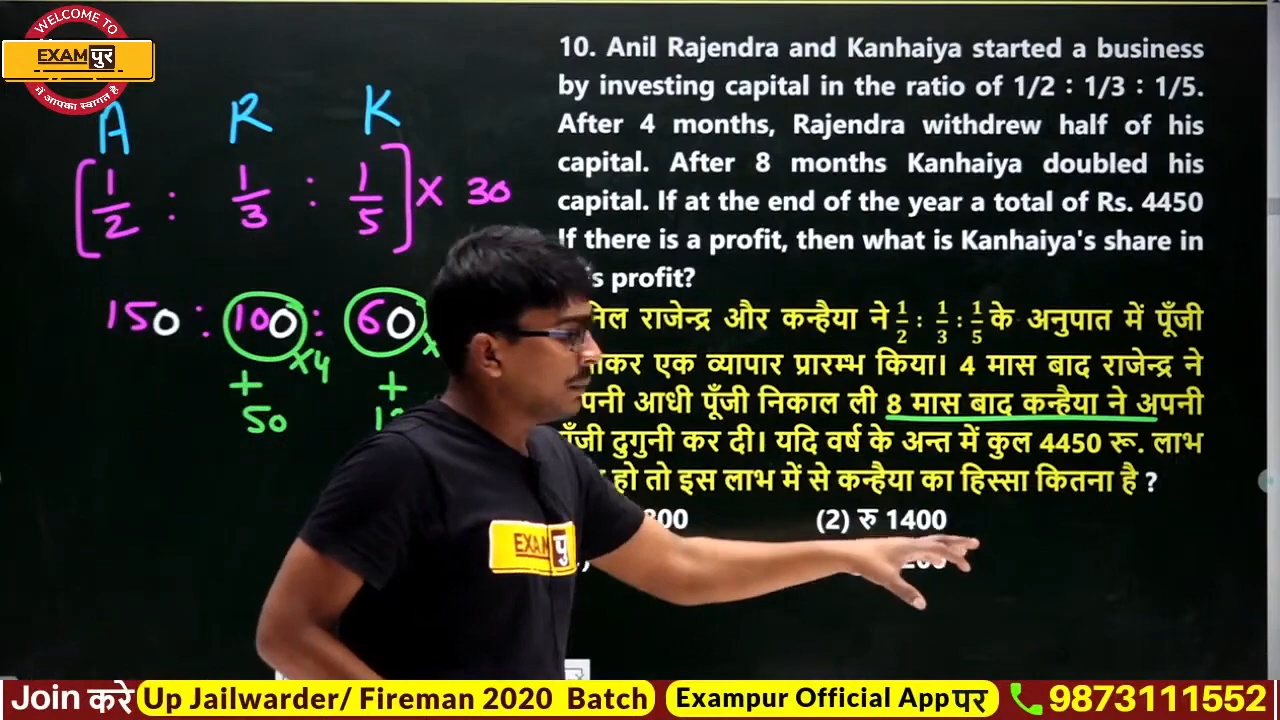 WELCOME TO
EXAMपुर
में आपका स्वागत है
A R K
[1/2 : 1/3 : 1/5] x 30
150 : 100 : 60
x4
+ +
50
10. Anil Rajendra and Kanhaiya started a business
by investing capital in the ratio of 1/2 : 1/3 : 1/5.
After 4 months, Rajendra withdrew half of his
capital. After 8 months Kanhaiya doubled his
capital. If at the end of the year a total of Rs. 4450
If there is a profit, then what is Kanhaiya's share in
profit?
राजेन्द्र और कन्हैया ने 1/2 : 1/3 : 1/5 के अनुपात में पूँजी
एक व्यापार प्रारम्भ किया। 4 मास बाद राजेन्द्र ने
आधी पूँजी निकाल ली 8 मास बाद कन्हैया ने अपनी
दुगुनी कर दी। यदि वर्ष के अन्त में कुल 4450 रू. लाभ
हो तो इस लाभ में से कन्हैया का हिस्सा कितना है ?
(2) रु 1400
EXAMपु
Join करे Up Jailwarder/ Fireman 2020 Batch Exampur Official App पर 9873111552